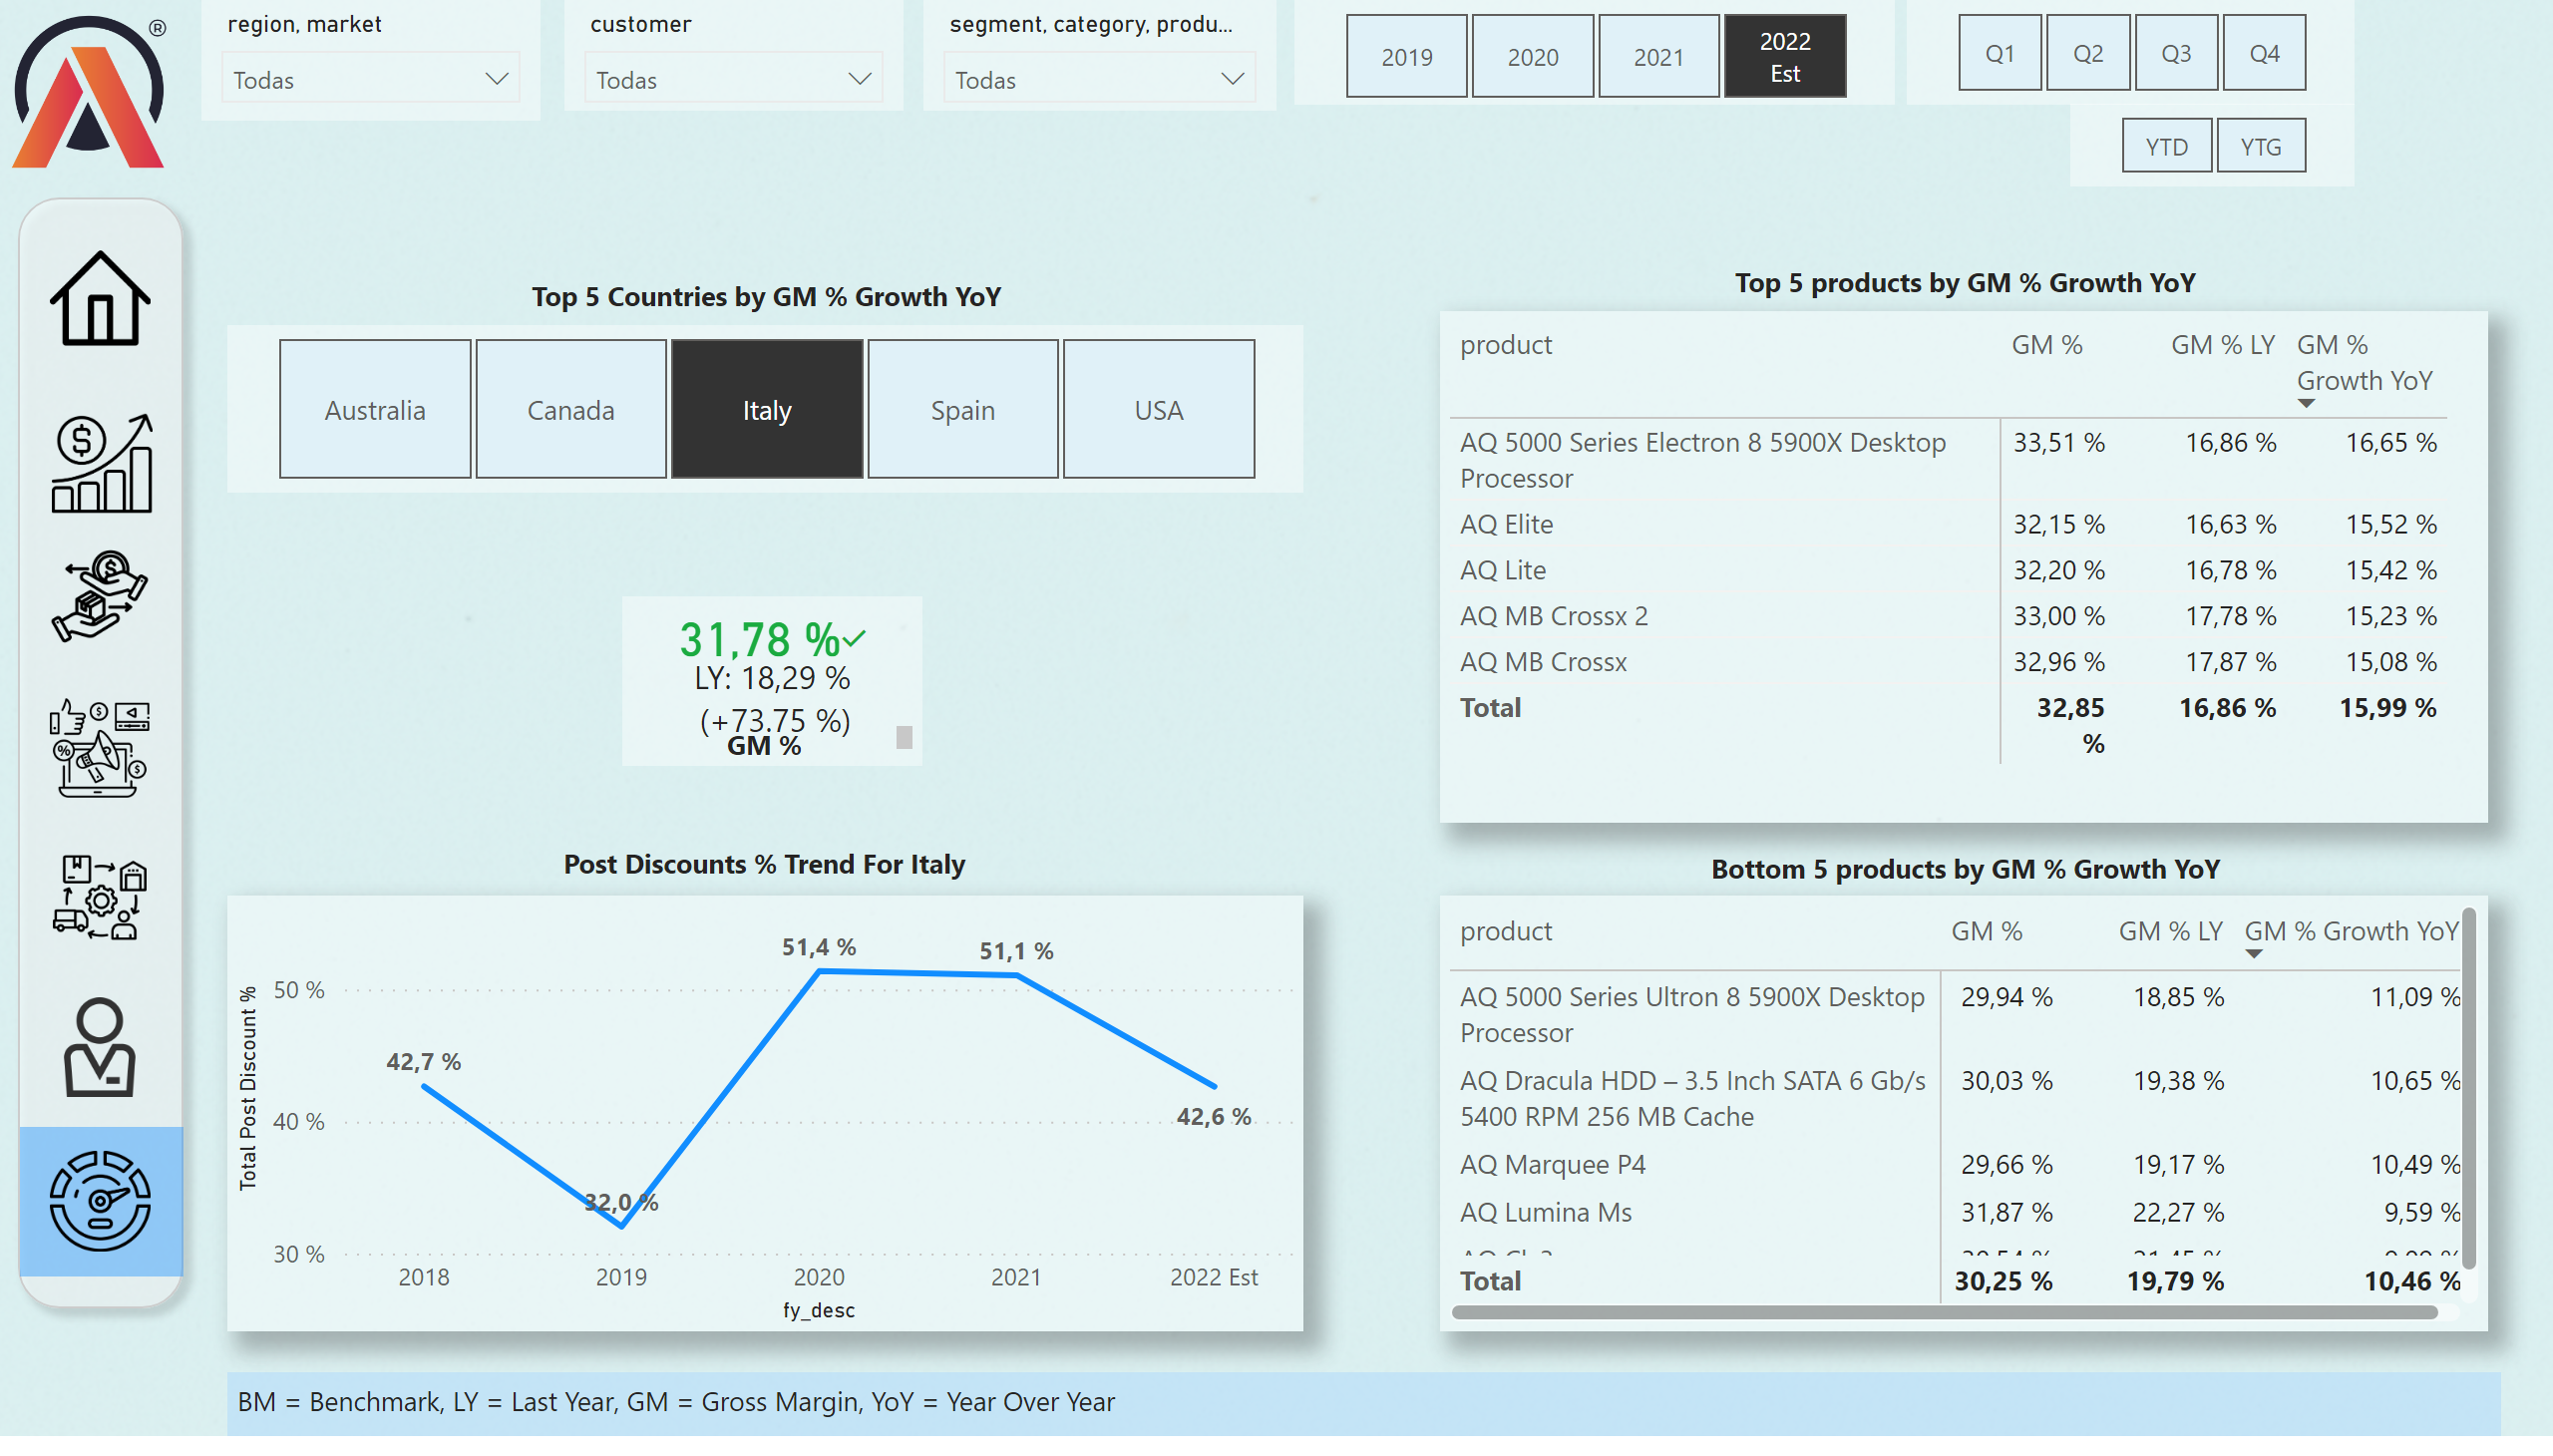 ®
region, market
Todas
customer
Todas
segment, category, produ...
Todas
2019
2020
2021
2022
Est
Q1
Q2
Q3
Q4
YTD
YTG
Top 5 Countries by GM % Growth YoY
Australia
Canada
Italy
Spain
USA
31,78 %
LY: 18,29 %
(+73.75 %)
GM %
Top 5 products by GM % Growth YoY
product GM % GM % LY GM %
Growth YoY
AQ 5000 Series Electron 8 5900X Desktop 33,51 % 16,86 % 16,65 %
Processor
AQ Elite 32,15 % 16,63 % 15,52 %
AQ Lite 32,20 % 16,78 % 15,42 %
AQ MB Crossx 2 33,00 % 17,78 % 15,23 %
AQ MB Crossx 32,96 % 17,87 % 15,08 %
Total 32,85 16,86 % 15,99 %
%
Post Discounts % Trend For Italy
Total Post Discount %
50 %
40 %
30 %
42,7 %
32,0 %
51,4 %
51,1 %
42,6 %
2018
2019
2020
2021
2022 Est
fy_desc
Bottom 5 products by GM % Growth YoY
product GM % GM % LY GM % Growth YoY
AQ 5000 Series Ultron 8 5900X Desktop 29,94 % 18,85 % 11,09 %
Processor
AQ Dracula HDD – 3.5 Inch SATA 6 Gb/s 30,03 % 19,38 % 10,65 %
5400 RPM 256 MB Cache
AQ Marquee P4 29,66 % 19,17 % 10,49 %
AQ Lumina Ms 31,87 % 22,27 % 9,59 %
Total 30,25 % 19,79 % 10,46 %
BM = Benchmark, LY = Last Year, GM = Gross Margin, YoY = Year Over Year